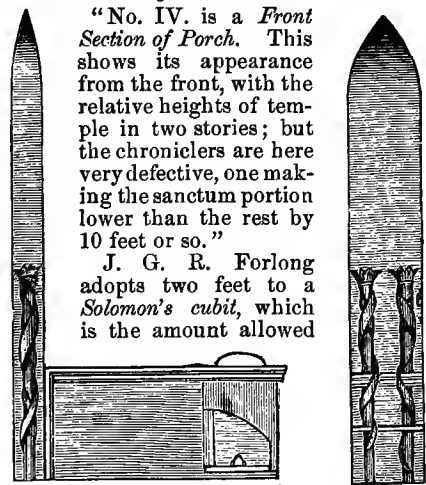 “No. IV. is a Front
Section of Porch. This
shows its appearance
from the front, with the
relative heights of tem-
ple in two stories; but
the chroniclers are here
very defective, one mak-
ing the sanctum portion
lower than the rest by
10 feet or so.”
J. G. R. Forlong
adopts two feet to a
Solomon's cubit, which
is the amount allowed